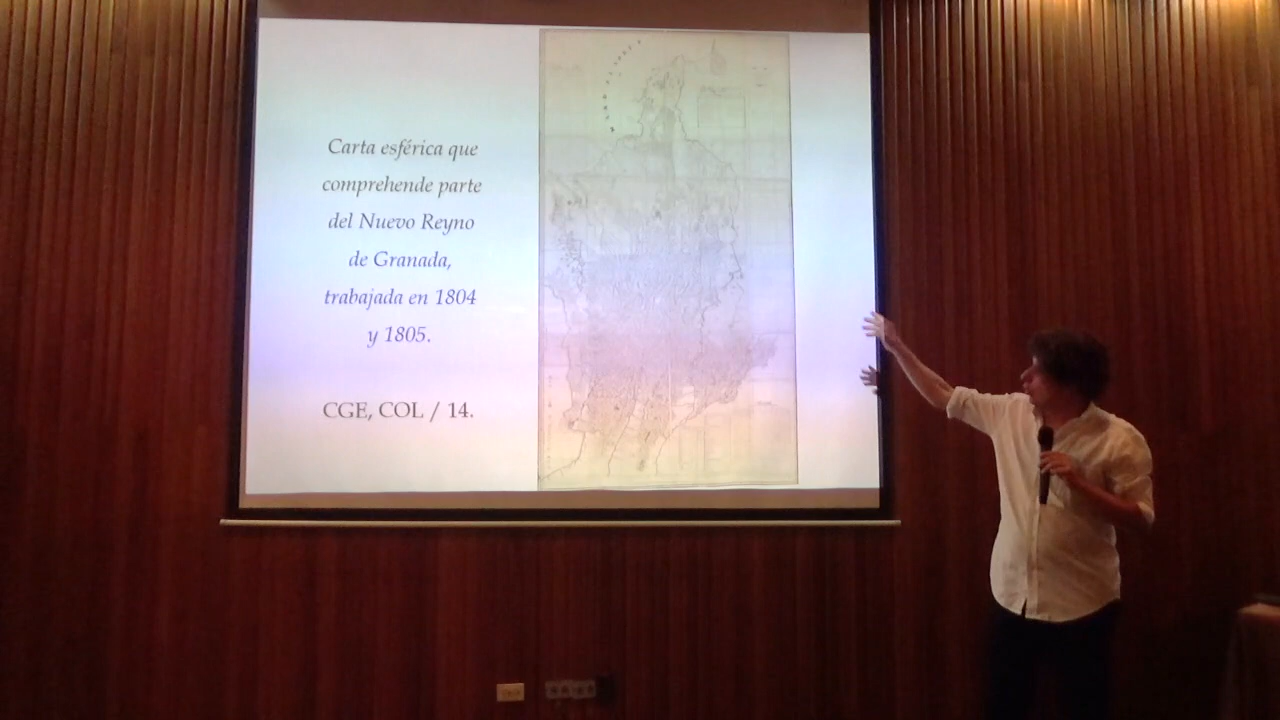 Carta esférica que
comprehende parte
del Nuevo Reyno
de Granada,
trabajada en 1804
y 1805.
CGE, COL / 14.